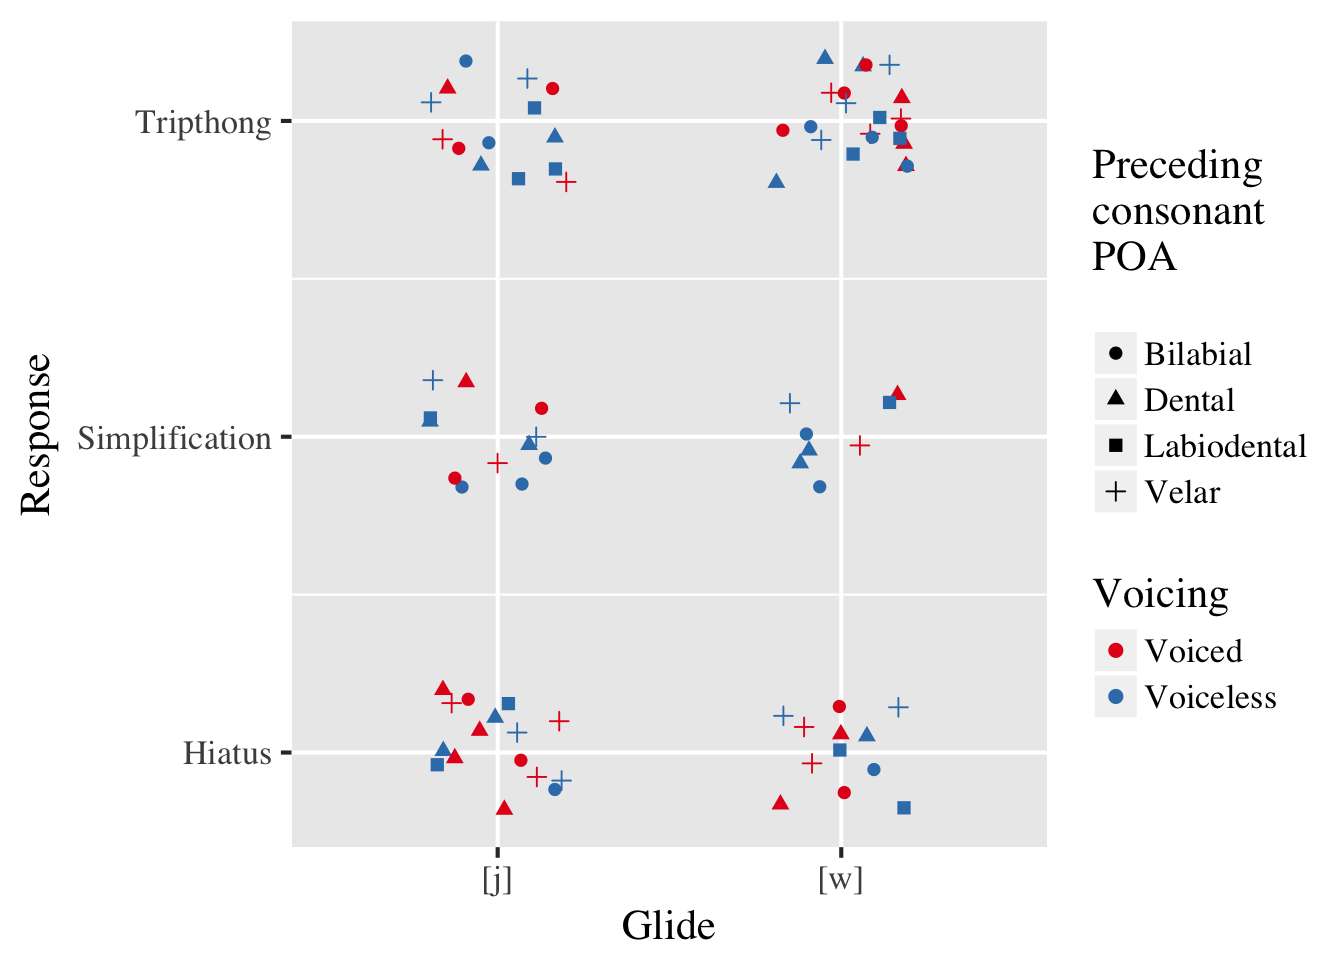 Tripthong
Simplification
Hiatus
Response
[j]
[w]
Glide
Preceding
consonant
POA
Bilabial
Dental
Labiodental
Velar
Voicing
Voiced
Voiceless